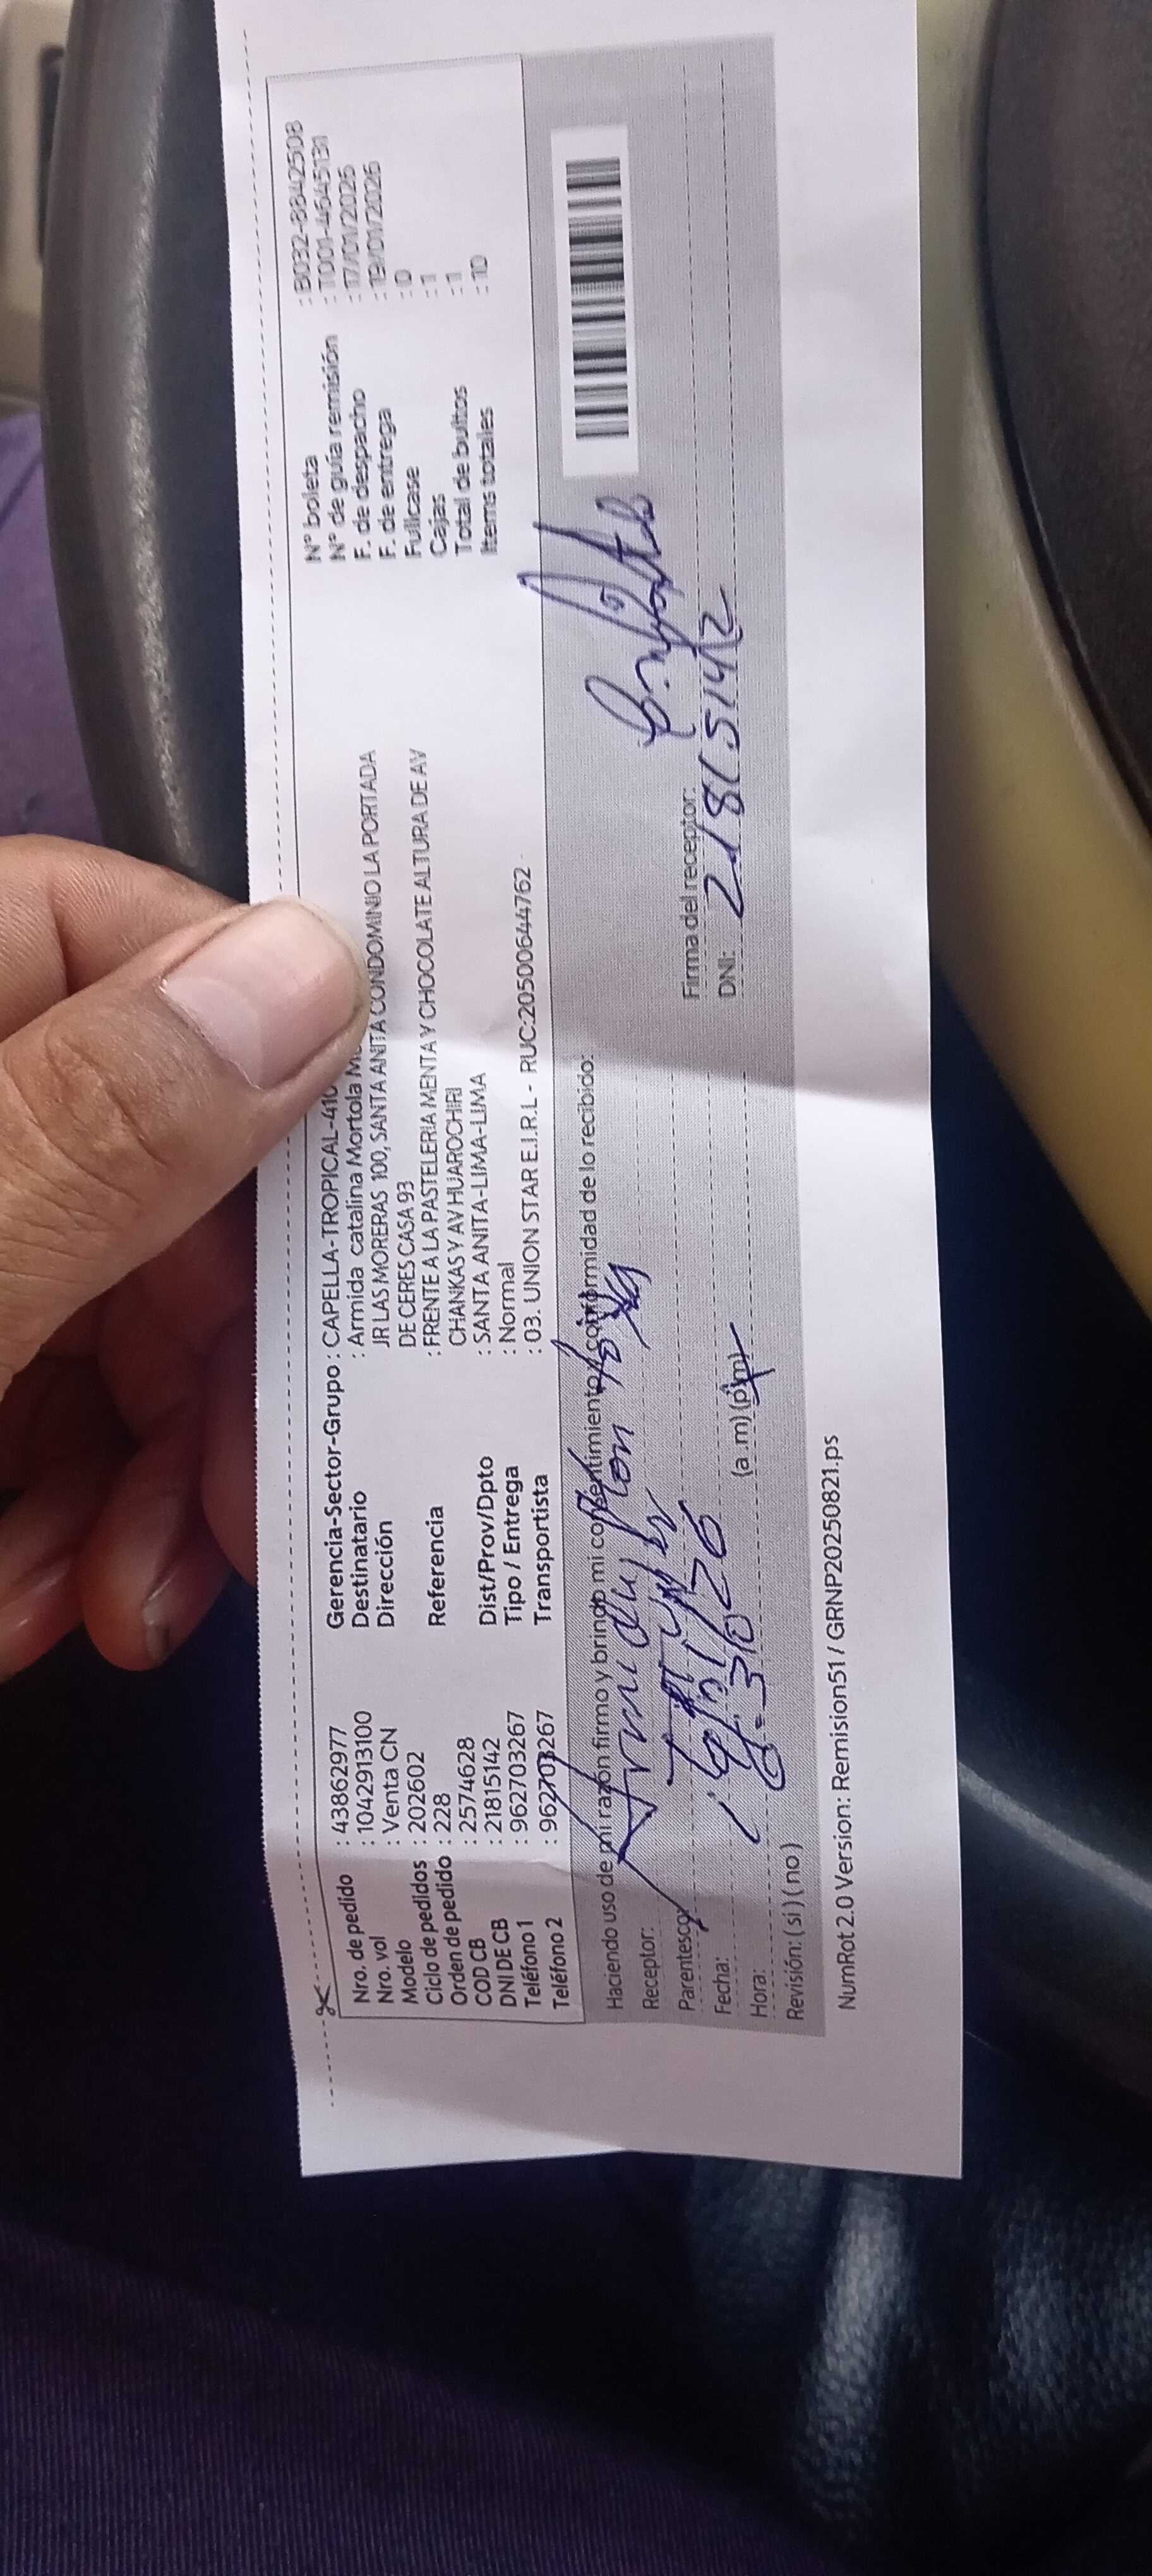 Nro. de pedido : 438629777
Nro. vol : 1042913100
Modelo : Venta CN
Ciclo de pedidos : 202602
Orden de pedido : 228
COD CB : 2574628
DNI DE CB : 21815142
Teléfono 1 : 962703267
Teléfono 2 : 962703267
Gerencia-Sector-Grupo : CAPELLA-TROPICAL-410
Destinatario : Armida catalina Mortola
Dirección JR LAS MORERAS 100, SANTA ANITA CONDOMINIO LA PORTADA
DE CERES CASA 93
Referencia : FRENTE A LA PASTELERIA MENTA Y CHOCOLATE ALTURA DE AV
CHANKAS Y AV HUAROCHIRI
Dist/Prov/Dpto : SANTA ANITA-LIMA-LIMA
Tipo / Entrega : Normal
Transportista : 03. UNION STAR E.I.R.L - RUC:20500644762 -
N° boleta : B032-8842508
N° de guía remisión : T001-4645131
F. de despacho : 17/01/2026
F. de entrega : 19/01/2026
Fullcase : 0
Cajas : 1
Total de bultos : 1
Items totales : 10
Haciendo uso de mi razón firmo y brindo mi consentimiento / conformidad de lo recibido:
Receptor:
Parentesco:
Fecha:
Hora: (a.m) (p.m)
Revisión: ( si ) ( no )
Firma del receptor:
DNI: 21815142
NumRot 2.0 Version: Remision51 / GRNP20250821.ps